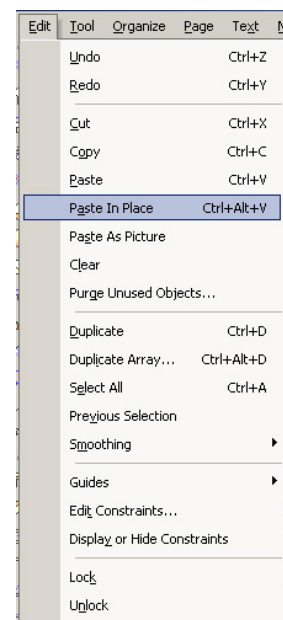 Edit Tool Organize Page Text
Undo Ctrl+Z
Redo Ctrl+Y
Cut Ctrl+X
Copy Ctrl+C
Paste Ctrl+V
Paste In Place Ctrl+Alt+V
Paste As Picture
Clear
Purge Unused Objects...
Duplicate Ctrl+D
Duplicate Array... Ctrl+Alt+D
Select All Ctrl+A
Previous Selection
Smoothing
Guides
Edit Constraints...
Display or Hide Constraints
Lock
Unlock